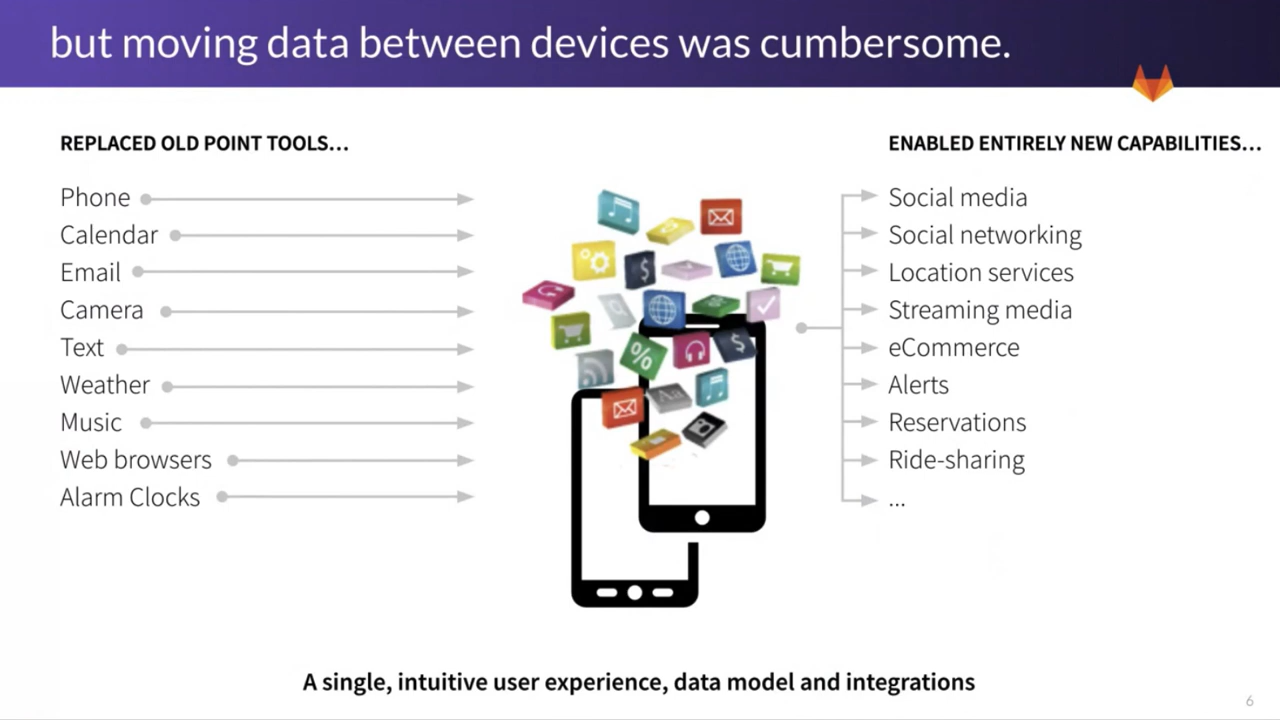 but moving data between devices was cumbersome.
REPLACED OLD POINT TOOLS…
Phone
Calendar
Email
Camera
Text
Weather
Music
Web browsers
Alarm Clocks
$
%
$
Aa
ENABLED ENTIRELY NEW CAPABILITIES…
Social media
Social networking
Location services
Streaming media
eCommerce
Alerts
Reservations
Ride-sharing
...
A single, intuitive user experience, data model and integrations
6